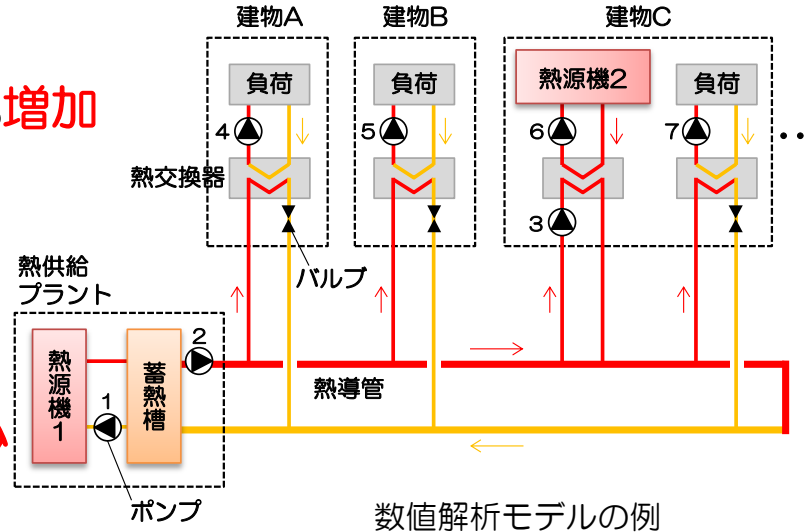 建物A
建物B
建物C
増加
負荷
負荷
熱源機2
負荷
4
5
6
7
・・
熱交換器
3
バルブ
熱供給
プラント
熱源機1
蓄熱槽
2
1
熱導管
ポンプ
数値解析モデルの例